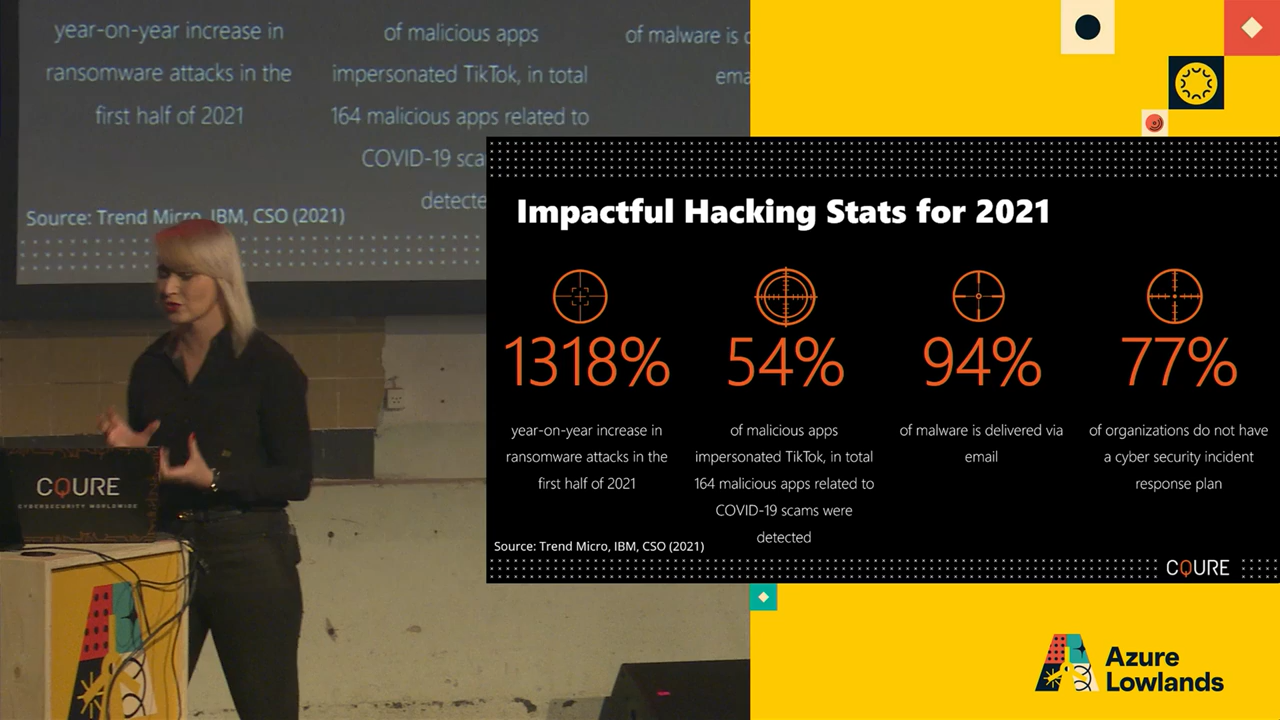 year-on-year increase in
ransomware attacks in the
first half of 2021
of malicious apps
impersonated TikTok, in total
164 malicious apps related to
COVID-19 sca
detecte
of malware is
ema
Source: Trend Micro, IBM, CSO (2021)
CQURE
CYBERSECURITY WORLDWIDE
Impactful Hacking Stats for 2021
1318%
year-on-year increase in
ransomware attacks in the
first half of 2021
54%
of malicious apps
impersonated TikTok, in total
164 malicious apps related to
COVID-19 scams were
detected
94%
of malware is delivered via
email
77%
of organizations do not have
a cyber security incident
response plan
Source: Trend Micro, IBM, CSO (2021)
CQURE
Azure
Lowlands